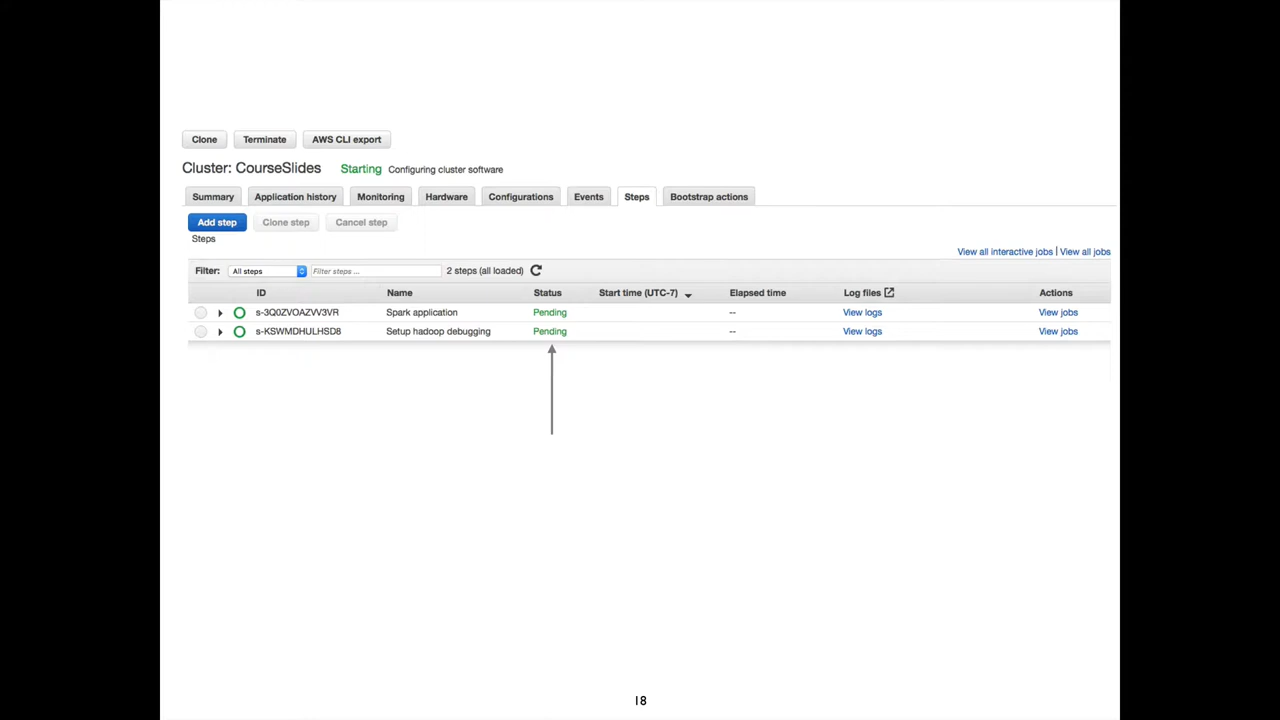 Clone Terminate AWS CLI export
Cluster: CourseSlides Starting Configuring cluster software
Summary Application history Monitoring Hardware Configurations Events Steps Bootstrap actions
Add step Clone step Cancel step
Steps
View all interactive jobs | View all jobs
Filter: All steps Filter steps ... 2 steps (all loaded)
ID Name Status Start time (UTC-7) Elapsed time Log files Actions
s-3Q0ZVOAZVV3VR Spark application Pending -- View logs View jobs
s-KSWMDHULHSD8 Setup hadoop debugging Pending -- View logs View jobs
18